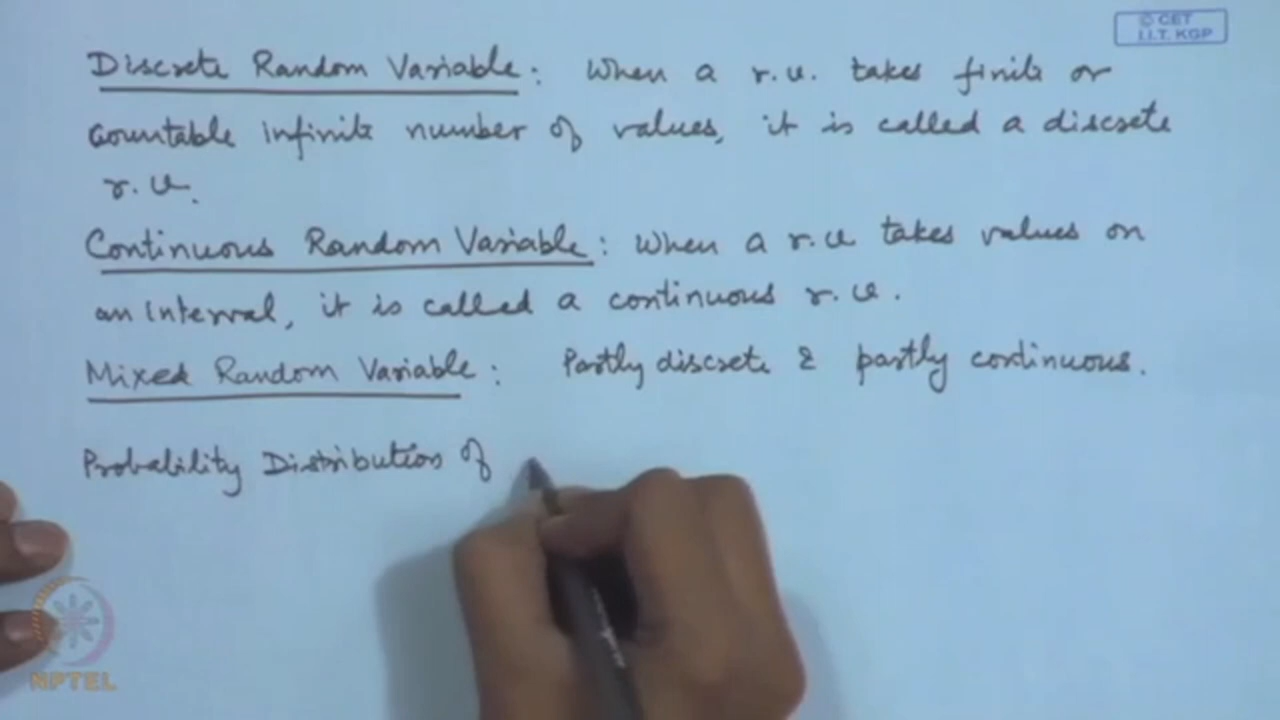 © CET
I.I.T. KGP
Discrete Random Variable : When a r.v. takes finite or
countable infinite number of values, it is called a discrete
r.v.
Continuous Random Variable : When a r.v takes values on
an interval, it is called a continuous r.v.
Mixed Random Variable : Partly discrete & partly continuous.
Probability Distribution of
NPTEL